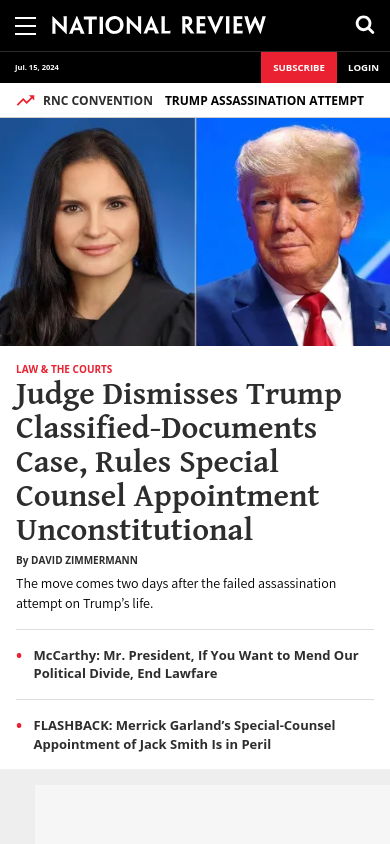 NATIONAL REVIEW
Jul. 15, 2024
SUBSCRIBE
LOGIN
RNC CONVENTION TRUMP ASSASSINATION ATTEMPT
LAW & THE COURTS
Judge Dismisses Trump
Classified-Documents
Case, Rules Special
Counsel Appointment
Unconstitutional
By DAVID ZIMMERMANN
The move comes two days after the failed assassination
attempt on Trump’s life.
McCarthy: Mr. President, If You Want to Mend Our
Political Divide, End Lawfare
FLASHBACK: Merrick Garland’s Special-Counsel
Appointment of Jack Smith Is in Peril